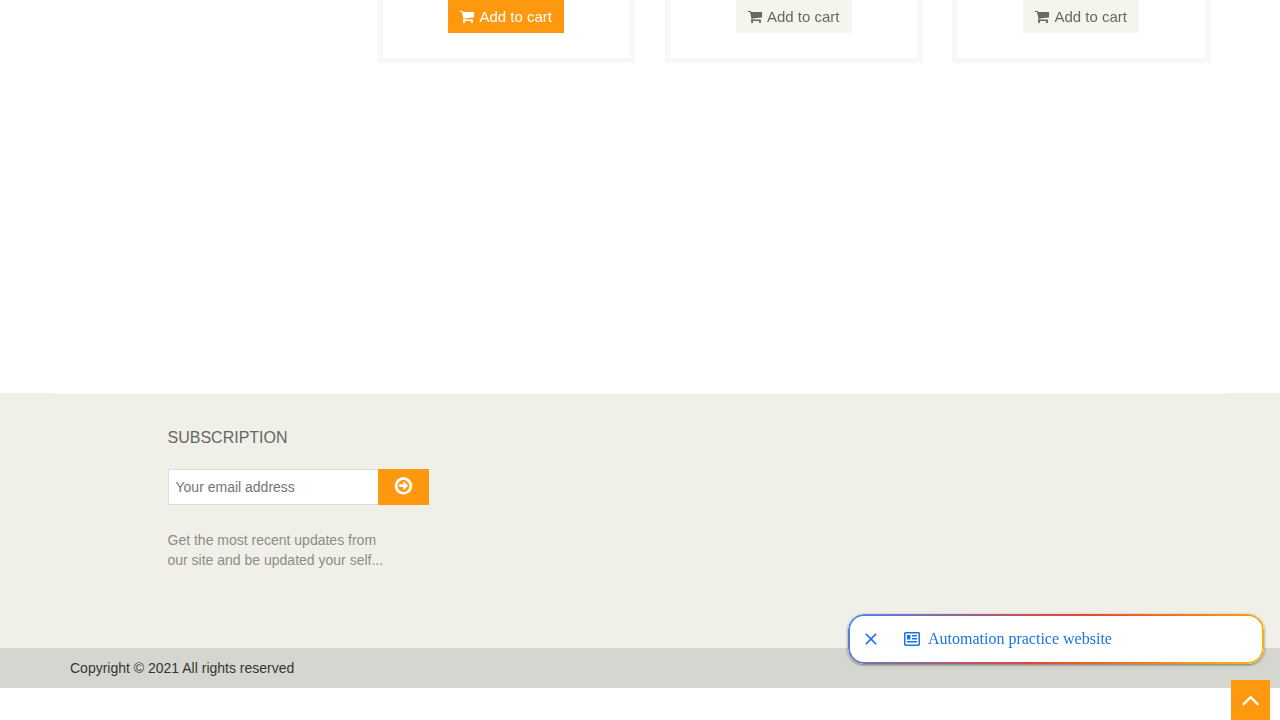 Add to cart
Add to cart
Add to cart
SUBSCRIPTION
Your email address
Get the most recent updates from
our site and be updated your self...
Automation practice website
Copyright © 2021 All rights reserved